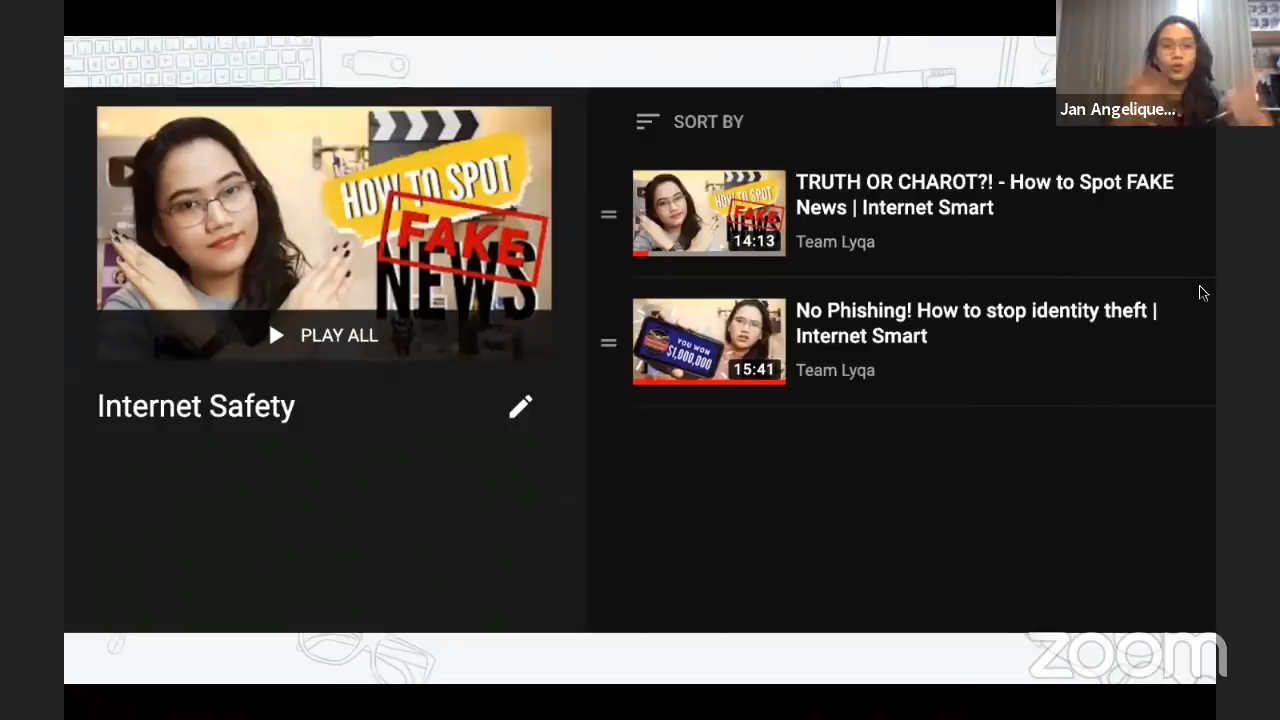 HOW TO SPOT
FAKE
NEWS
PLAY ALL
Internet Safety
SORT BY
HOW TO SPOT
FAKE
NEWS
14:13
TRUTH OR CHAROT?! - How to Spot FAKE
News | Internet Smart
Team Lyqa
YOU WON
$1,000,000
15:41
No Phishing! How to stop identity theft |
Internet Smart
Team Lyqa
Jan Angelique...
zoom